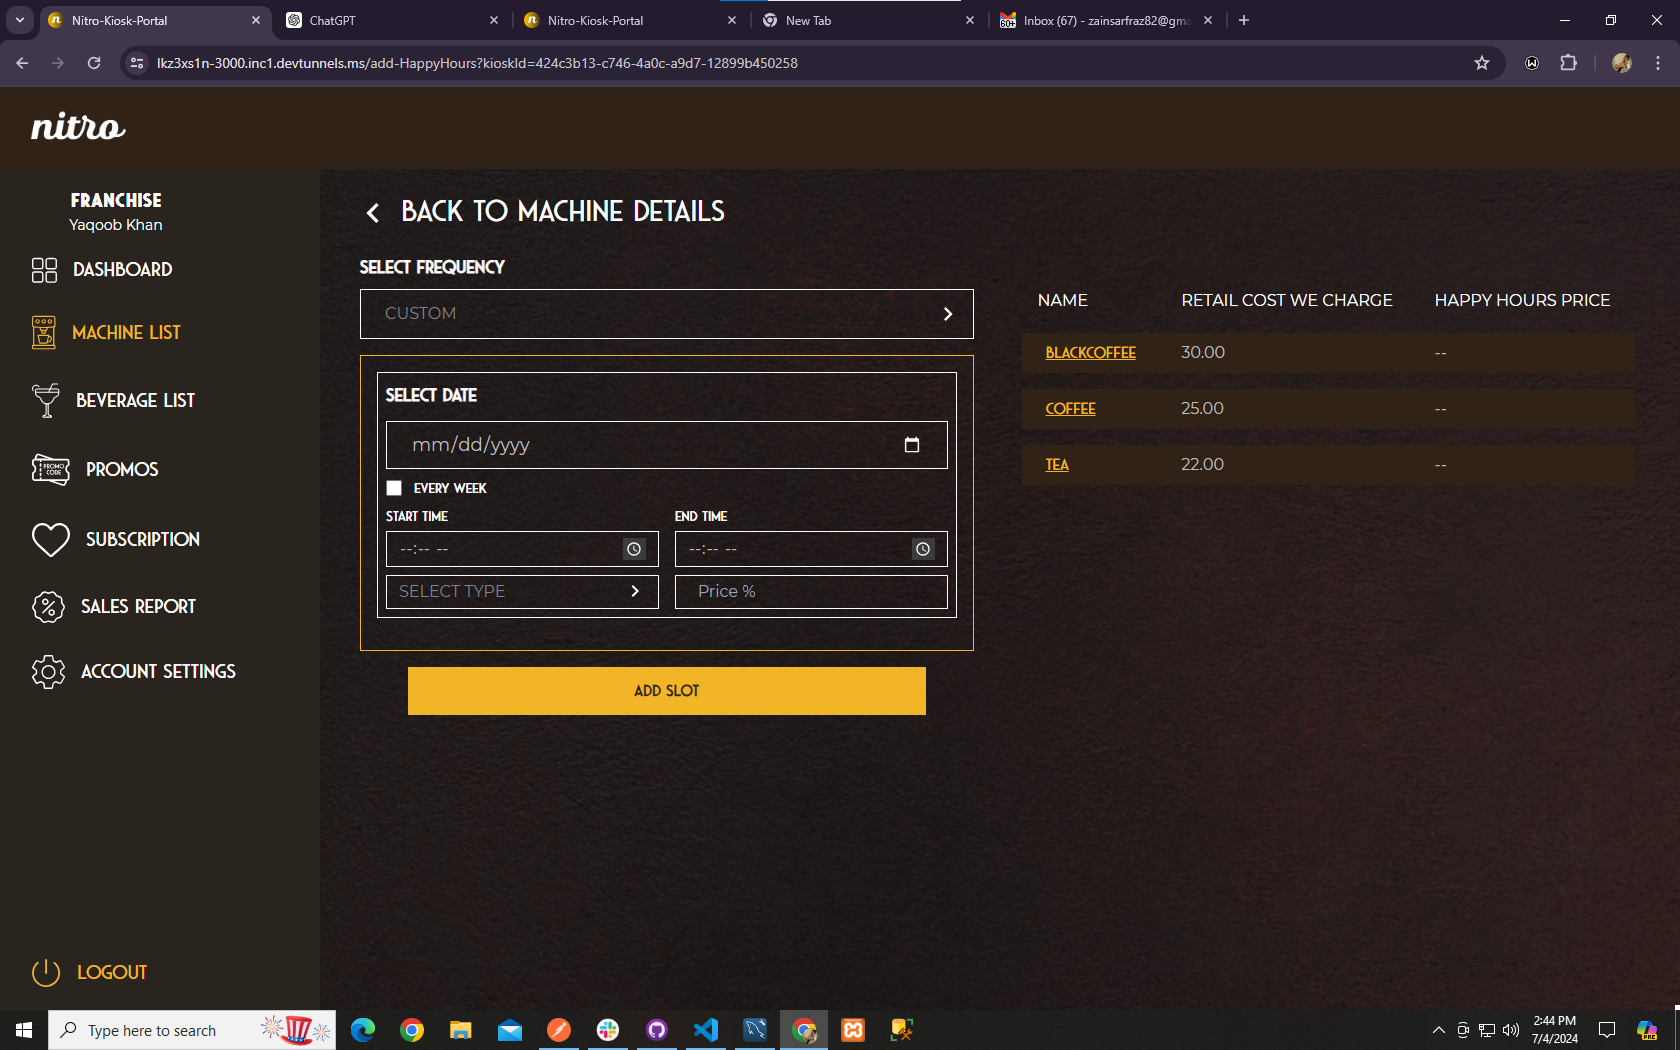 Nitro-Kiosk-Portal
ChatGPT
Nitro-Kiosk-Portal
New Tab
Inbox (67) - zainsarfraz82@gma
lkz3xs1n-3000.inc1.devtunnels.ms/add-HappyHours?kioskId=424c3b13-c746-4a0c-a9d7-12899b450258
nitro
FRANCHISE
Yaqoob Khan
DASHBOARD
MACHINE LIST
BEVERAGE LIST
PROMO CODE
PROMOS
SUBSCRIPTION
SALES REPORT
ACCOUNT SETTINGS
LOGOUT
BACK TO MACHINE DETAILS
SELECT FREQUENCY
CUSTOM
SELECT DATE
mm/dd/yyyy
EVERY WEEK
START TIME END TIME
--:-- -- --:-- --
SELECT TYPE Price %
ADD SLOT
NAME RETAIL COST WE CHARGE HAPPY HOURS PRICE
BLACKCOFFEE 30.00 --
COFFEE 25.00 --
TEA 22.00 --
Type here to search
2:44 PM
7/4/2024
PRE